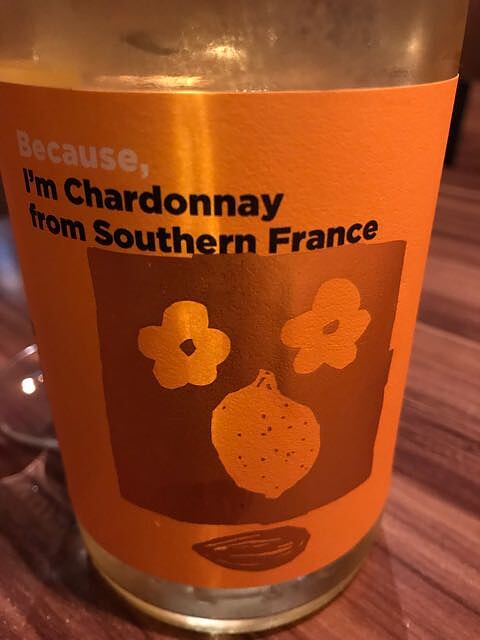 Because,
I'm Chardonnay
from Southern France